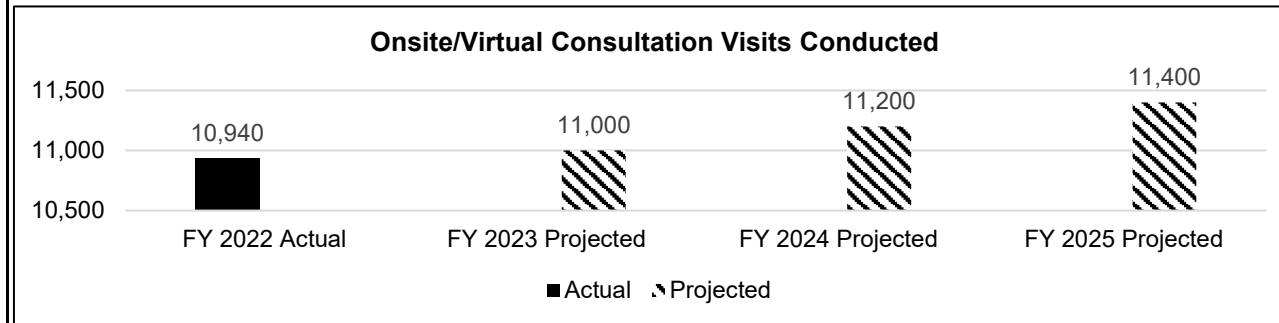 Onsite/Virtual Consultation Visits Conducted
11,500
11,000
10,500
10,940
11,000
11,200
11,400
FY 2022 Actual
FY 2023 Projected
FY 2024 Projected
FY 2025 Projected
Actual
Projected